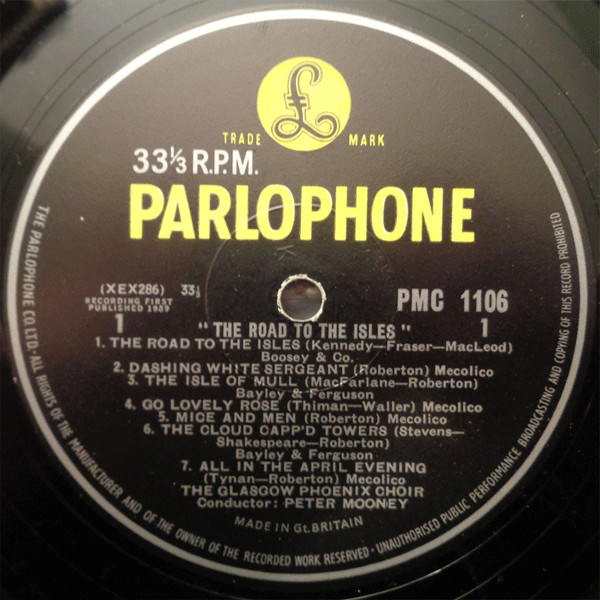 £
TRADE MARK
33⅓ R.P.M.
PARLOPHONE
(XEX286) 33⅓
RECORDING FIRST
PUBLISHED 1959
PMC 1106
1 1
"THE ROAD TO THE ISLES"
1. THE ROAD TO THE ISLES (Kennedy—Fraser—MacLeod)
Boosey & Co.
2. DASHING WHITE SERGEANT (Roberton) Mecolico
3. THE ISLE OF MULL (MacFarlane—Roberton)
Bayley & Ferguson
4. GO LOVELY ROSE (Thiman—Waller) Mecolico
5. MICE AND MEN (Roberton) Mecolico
6. THE CLOUD CAPP'D TOWERS (Stevens—
Shakespeare—Roberton)
Bayley & Ferguson
7. ALL IN THE APRIL EVENING
(Tynan—Roberton) Mecolico
THE GLASGOW PHOENIX CHOIR
Conductor: PETER MOONEY
MADE IN Gt. BRITAIN
THE PARLOPHONE CO. LTD. · ALL RIGHTS OF THE MANUFACTURER AND OF THE OWNER OF THE RECORDED WORK RESERVED · UNAUTHORISED PUBLIC PERFORMANCE BROADCASTING AND COPYING OF THIS RECORD PROHIBITED